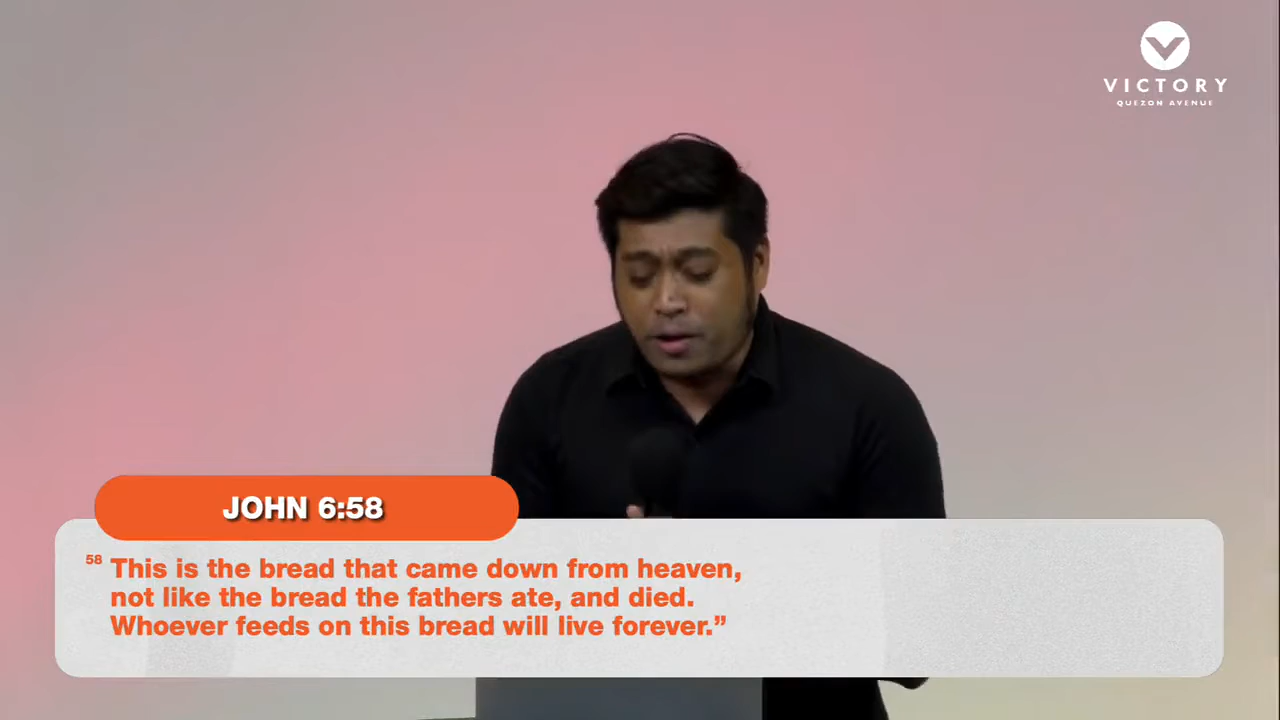 VICTORY
QUEZON AVENUE
JOHN 6:58
58 This is the bread that came down from heaven,
not like the bread the fathers ate, and died.
Whoever feeds on this bread will live forever.”